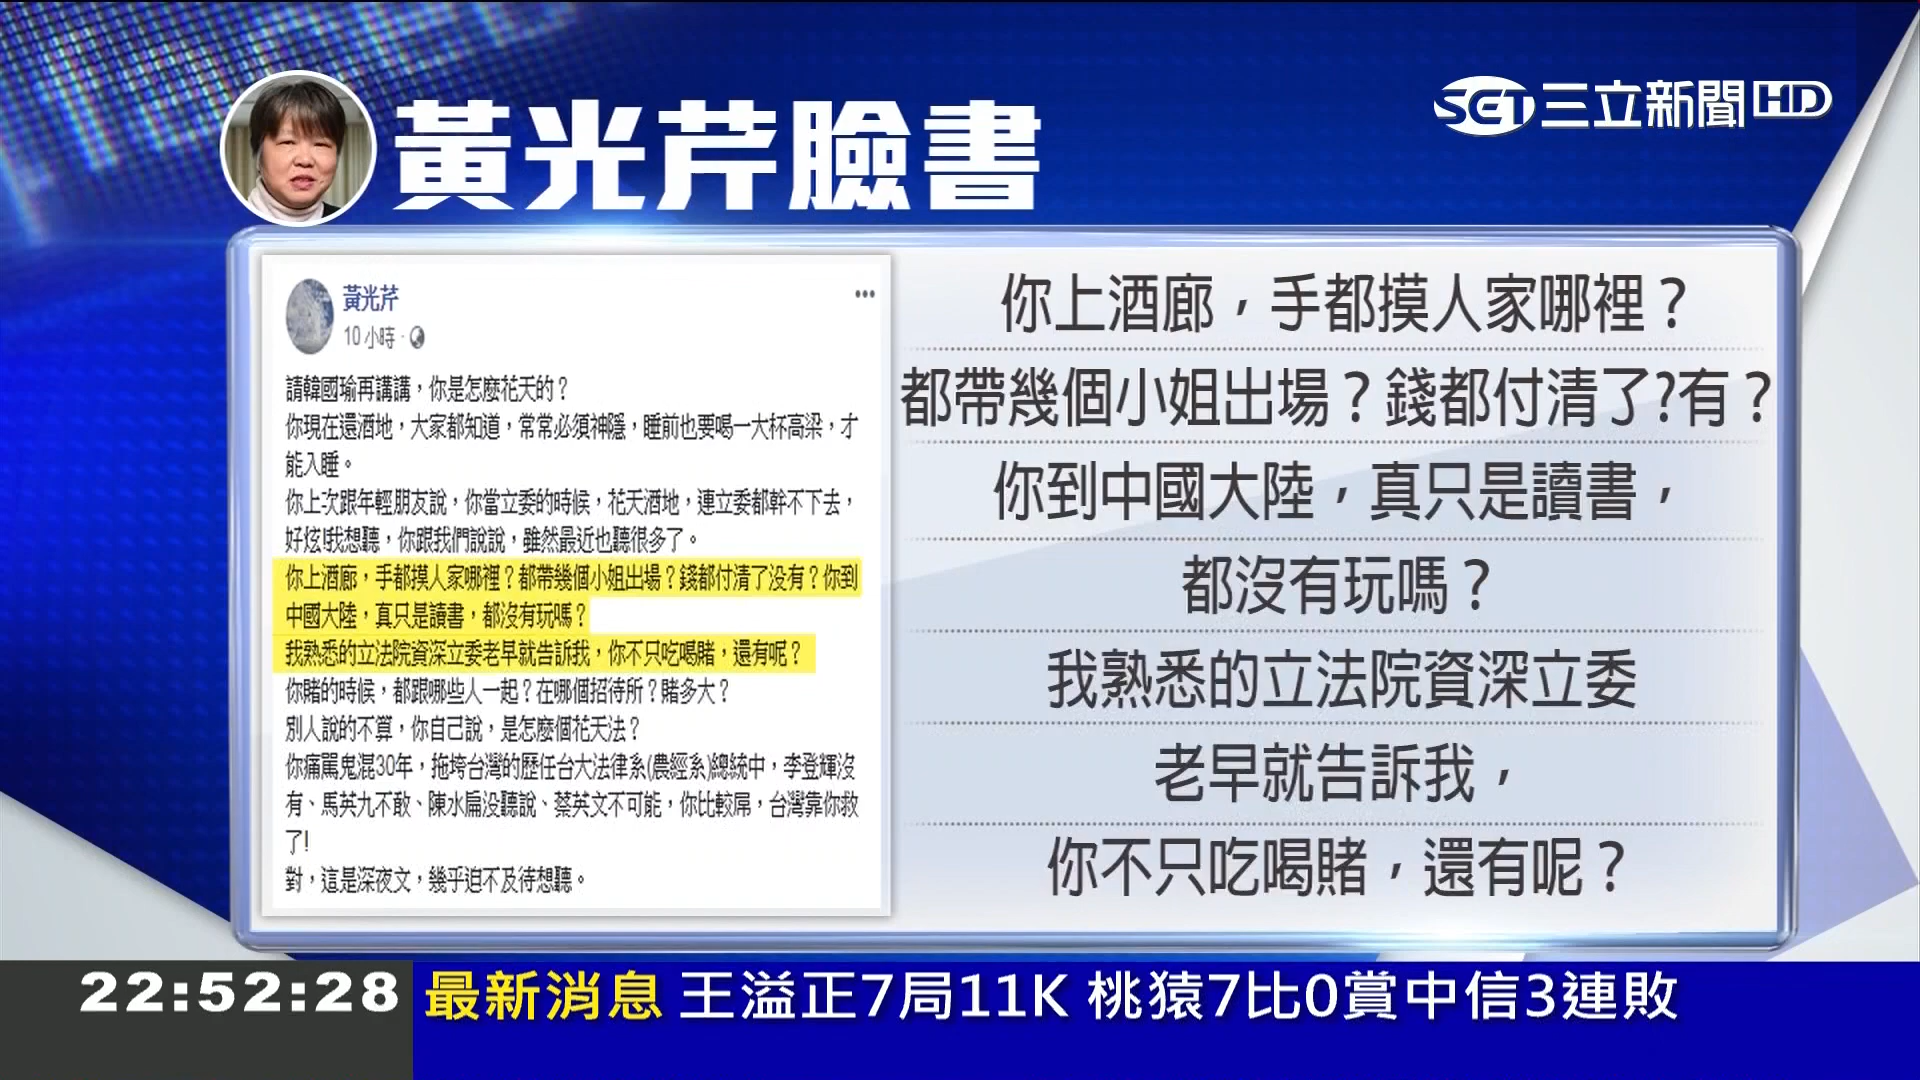 黃光芹臉書
SET三立新聞HD
黃光芹
10 小時
請韓國瑜再講講，你是怎麼花天的？
你現在還酒地，大家都知道，常常必須神隱，睡前也要喝一大杯高梁，才
能入睡。
你上次跟年輕朋友說，你當立委的時候，花天酒地，連立委都幹不下去，
好炫!我想聽，你跟我們說說，雖然最近也聽很多了。
你上酒廊，手都摸人家哪裡？都帶幾個小姐出場？錢都付清了没有？你到
中國大陸，真只是讀書，都沒有玩嗎？
我熟悉的立法院資深立委老早就告訴我，你不只吃喝賭，還有呢？
你賭的時候，都跟哪些人一起？在哪個招待所？賭多大？
別人說的不算，你自己說，是怎麼個花天法？
你痛罵鬼混30年，拖垮台灣的歷任台大法律系(農經系)總統中，李登輝沒
有、馬英九不敢、陳水扁没聽說、蔡英文不可能，你比較屌，台灣靠你救
了!
對，這是深夜文，幾乎迫不及待想聽。
你上酒廊，手都摸人家哪裡？
都帶幾個小姐出場？錢都付清了?有？
你到中國大陸，真只是讀書，
都沒有玩嗎？
我熟悉的立法院資深立委
老早就告訴我，
你不只吃喝賭，還有呢？
22:52:28
最新消息 王溢正7局11K 桃猿7比0賞中信3連敗